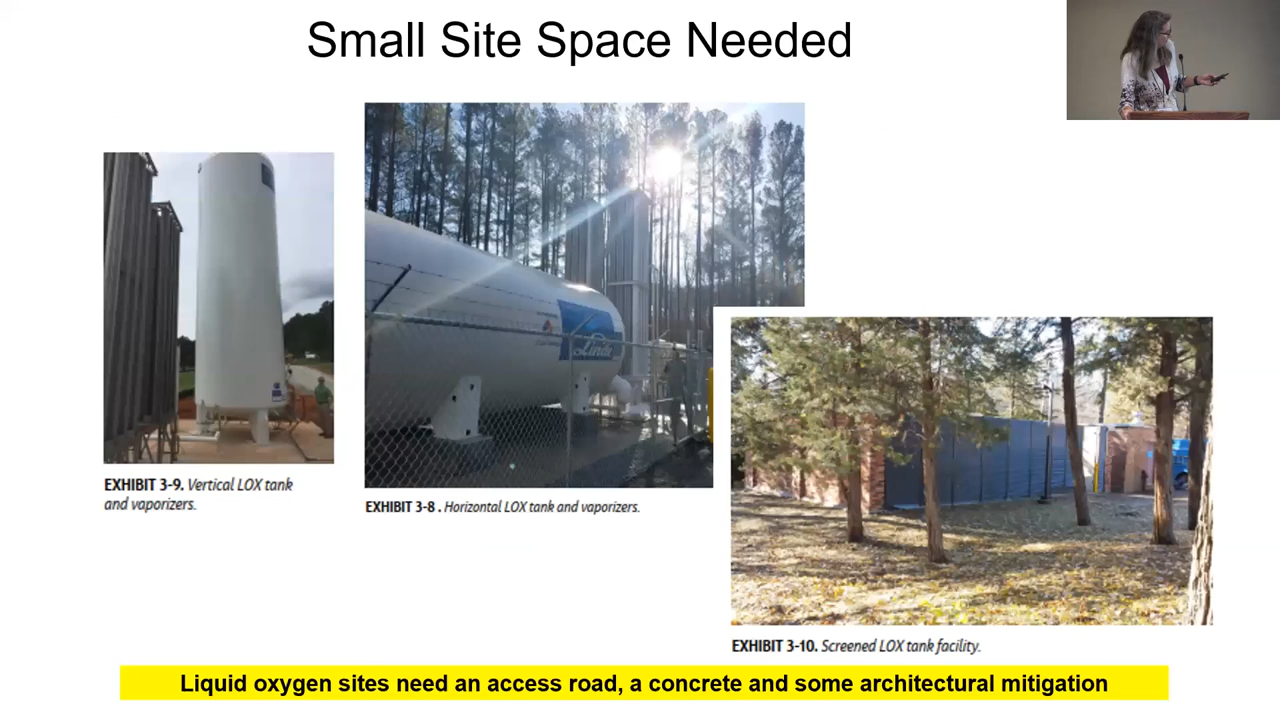 Small Site Space Needed
Linde
EXHIBIT 3-9. Vertical LOX tank
and vaporizers.
EXHIBIT 3-8 . Horizontal LOX tank and vaporizers.
EXHIBIT 3-10. Screened LOX tank facility.
Liquid oxygen sites need an access road, a concrete and some architectural mitigation